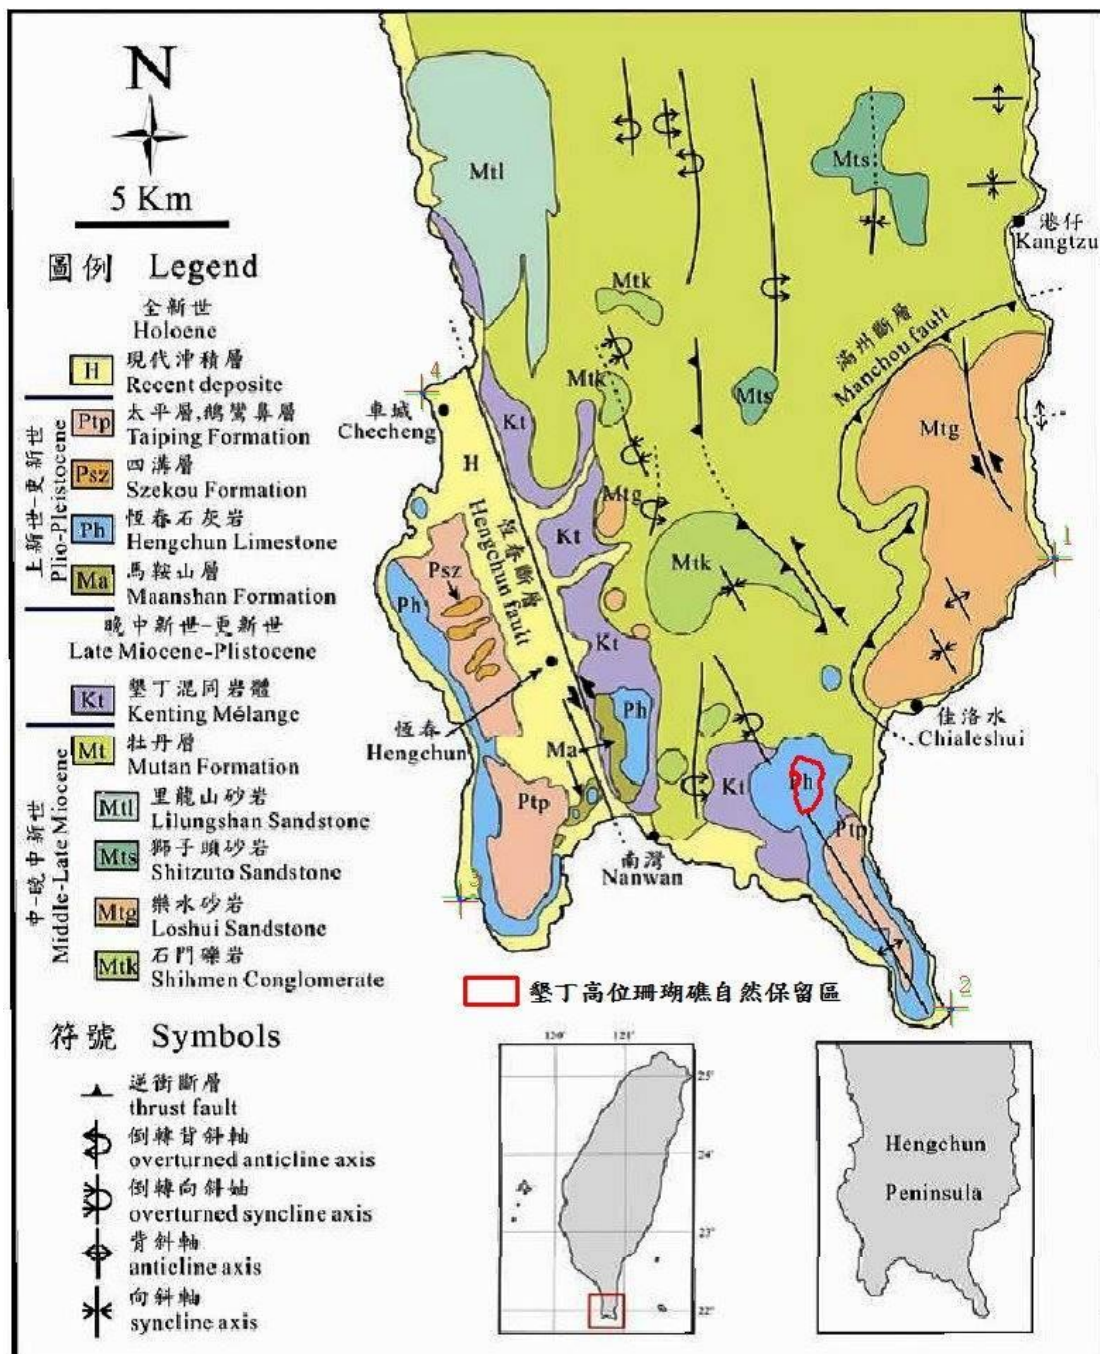 N
5 Km
圖例 Legend
全新世
Holoene
H 現代沖積層
Recent deposite
上新世-更新世
Plio-Pleistocene
Ptp 太平層,鵝鑾鼻層
Taiping Formation
Psz 四溝層
Szekou Formation
Ph 恆春石灰岩
Hengchun Limestone
Ma 馬鞍山層
Maanshan Formation
晚中新世-更新世
Late Miocene-Plistocene
Kt 墾丁混同岩體
Kenting Mélange
中-晚中新世
Middle-Late Miocene
Mt 牡丹層
Mutan Formation
Mtl 里龍山砂岩
Lilungshan Sandstone
Mts 獅子頭砂岩
Shitzuto Sandstone
Mtg 樂水砂岩
Loshui Sandstone
Mtk 石門礫岩
Shihmen Conglomerate
符號 Symbols
逆衝斷層
thrust fault
倒轉背斜軸
overturned anticline axis
倒轉向斜軸
overturned syncline axis
背斜軸
anticline axis
向斜軸
syncline axis
Mtl
Mts
港仔
Kangtzu
Mtk
滿州斷層
Manchou fault
4
車城
Checheng
Mtk
Mts
Kt
Mtg
H
Mtg
恆春斷層
Hengchun fault
Kt
1
Psz
Mtk
Ph
Kt
恆春
Hengchun
Ph
佳洛水
Chialeshui
Ma
Kt
Ph
Ptp
Ptp
南灣
Nanwan
3
2
墾丁高位珊瑚礁自然保留區
120°
121°
25°
24°
23°
22°
Hengchun
Peninsula